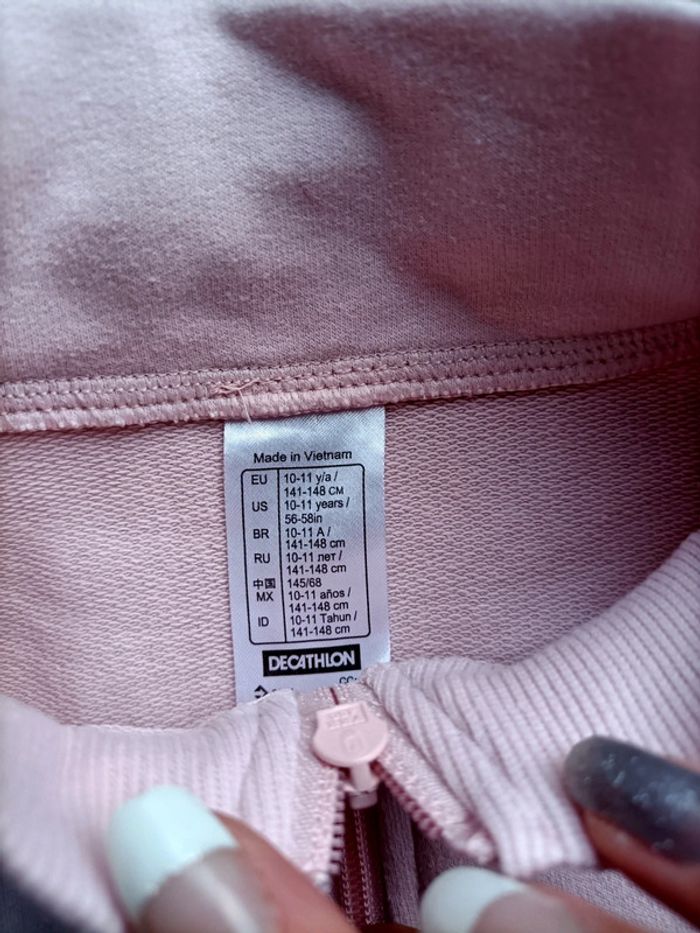 Made in Vietnam
EU 10-11 y/a /
141-148 CM
US 10-11 years /
56-58in
BR 10-11 A /
141-148 cm
RU 10-11 лет /
141-148 cm
中国 145/68
MX 10-11 años /
141-148 cm
ID 10-11 Tahun /
141-148 cm
DECATHLON